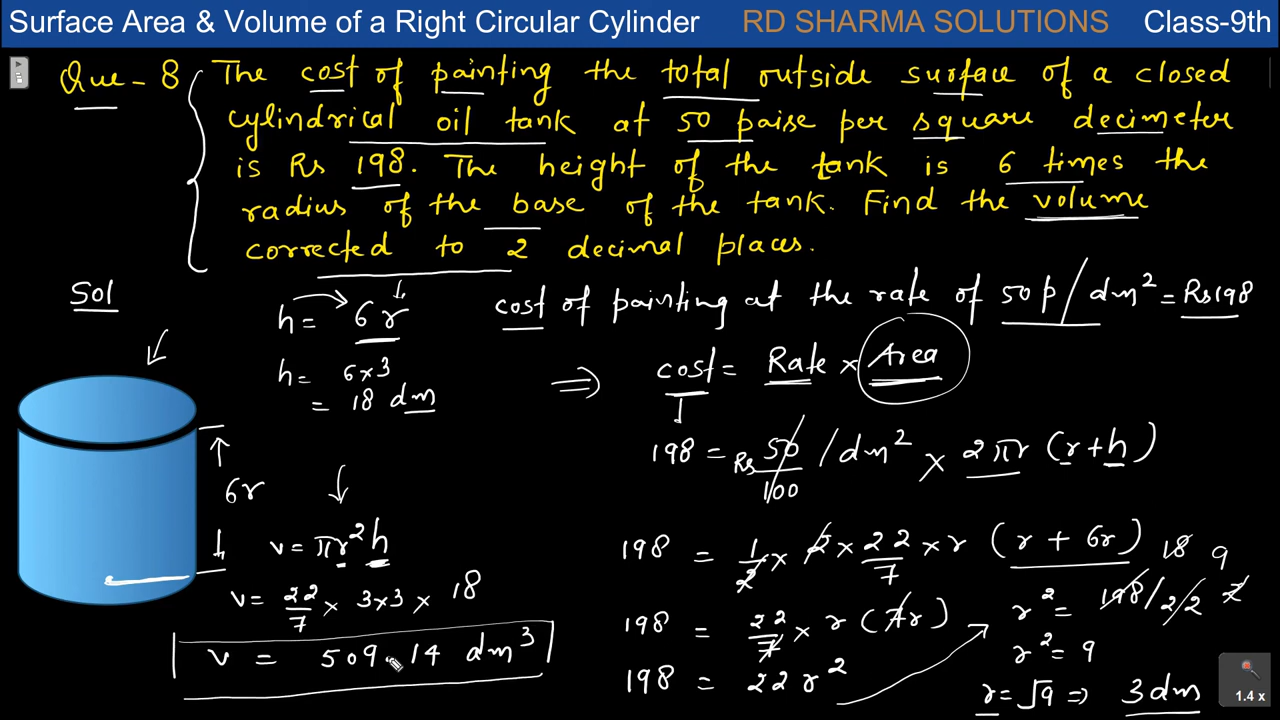 Surface Area & Volume of a Right Circular Cylinder RD SHARMA SOLUTIONS Class-9th
Que-8 The cost of painting the total outside surface of a closed
cylindrical oil tank at 50 paise per square decimeter
is Rs 198. The height of the tank is 6 times the
radius of the base of the tank. Find the volume
corrected to 2 decimal places.
Sol
h = 6r
h = 6×3
= 18 dm
6r
v = πr²h
v = 22/7 × 3×3 × 18
v = 509.14 dm³
cost of painting at the rate of 50p/dm² = Rs198
⇒ cost = Rate × Area
198 = Rs 50/100 /dm² × 2πr (r+h)
198 = 1/2 × 2 × 22/7 × r (r + 6r)
198 = 22/7 × r (7r)
198 = 22r²
18 9
r² = 198/22 2
r² = 9
r = √9 ⇒ 3dm
1.4 x